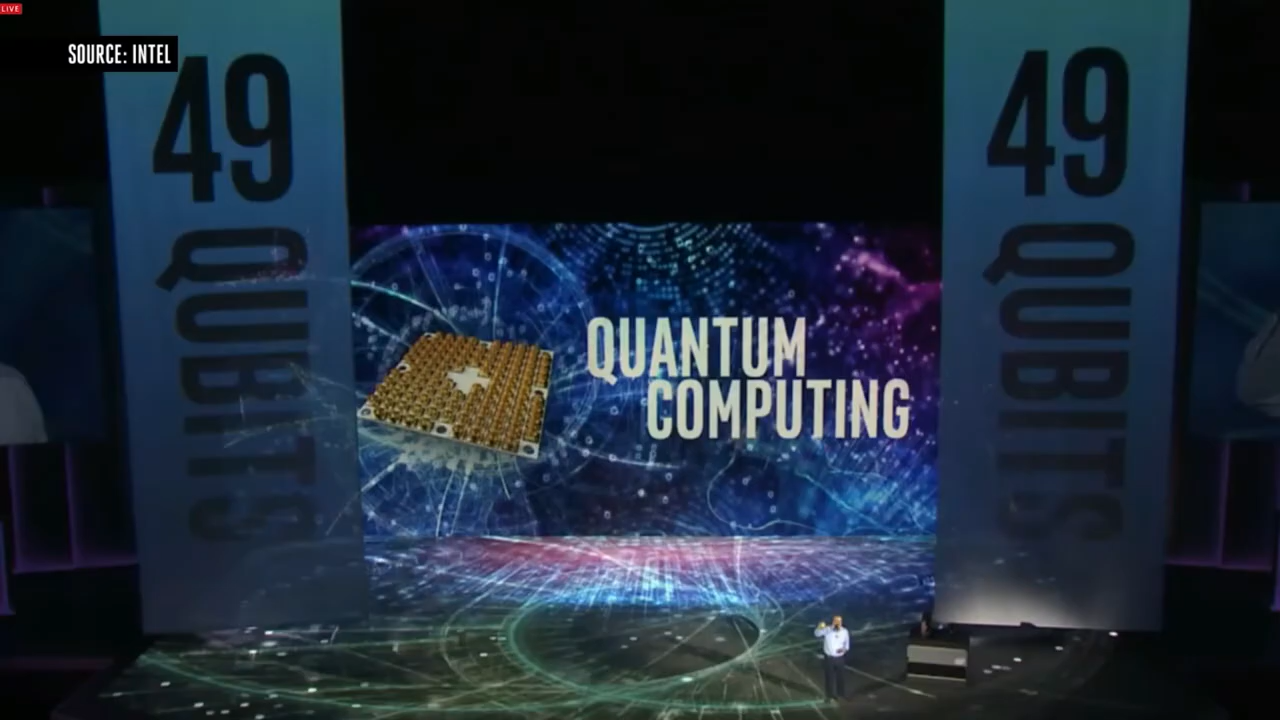 LIVE
SOURCE: INTEL
49
QUBITS
QUANTUM
COMPUTING
49
QUBITS